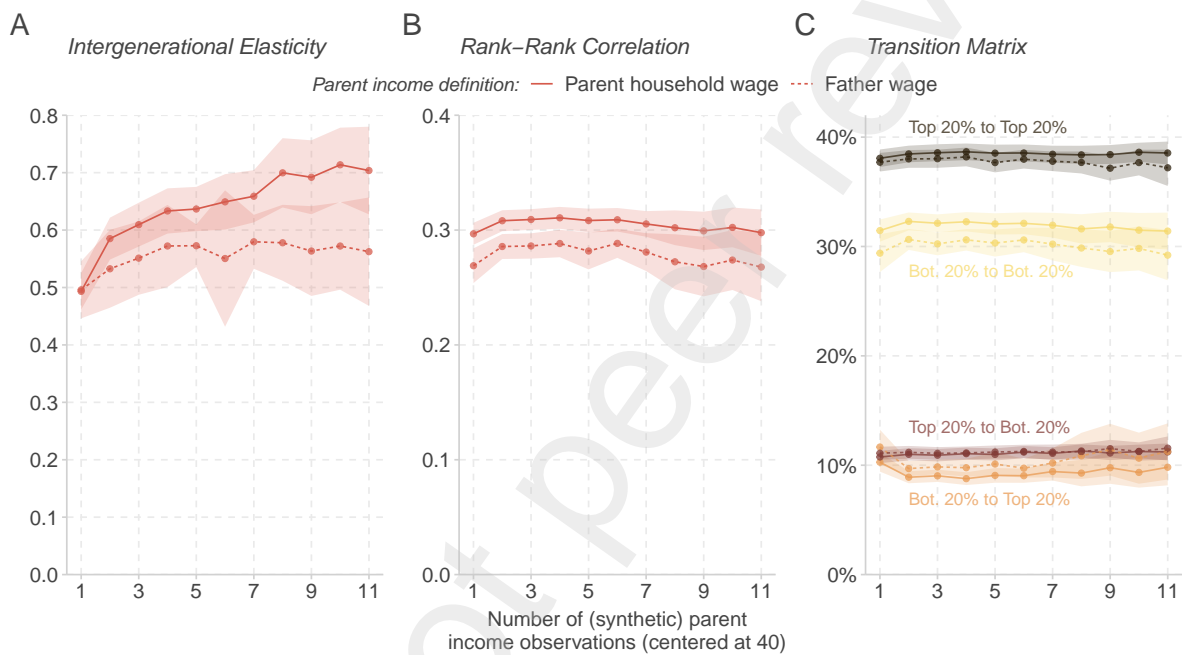 A
Intergenerational Elasticity
B
Rank−Rank Correlation
C
Transition Matrix
Parent income definition: Parent household wage Father wage
0.8
0.7
0.6
0.5
0.4
0.3
0.2
0.1
0.0
1 3 5 7 9 11
0.4
0.3
0.2
0.1
0.0
1 3 5 7 9 11
Number of (synthetic) parent
income observations (centered at 40)
40%
30%
20%
10%
0%
Top 20% to Top 20%
Bot. 20% to Bot. 20%
Top 20% to Bot. 20%
Bot. 20% to Top 20%
1 3 5 7 9 11
ot peer rev